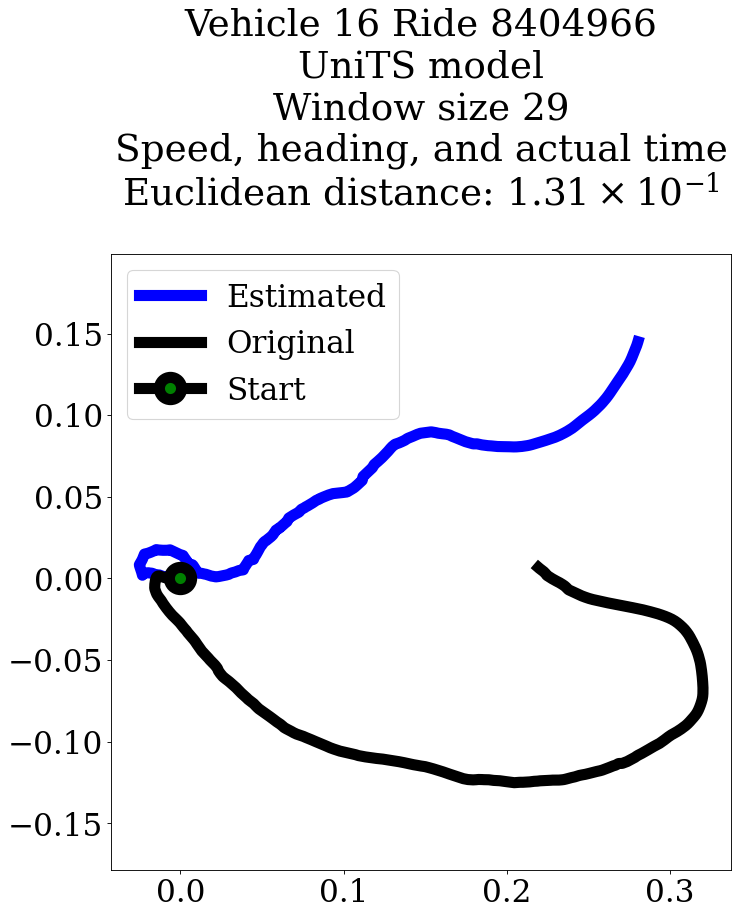 Vehicle 16 Ride 8404966
UniTS model
Window size 29
Speed, heading, and actual time
Euclidean distance: 1.31 × 10⁻¹
Estimated
Original
Start
0.15
0.10
0.05
0.00
−0.05
−0.10
−0.15
0.0 0.1 0.2 0.3